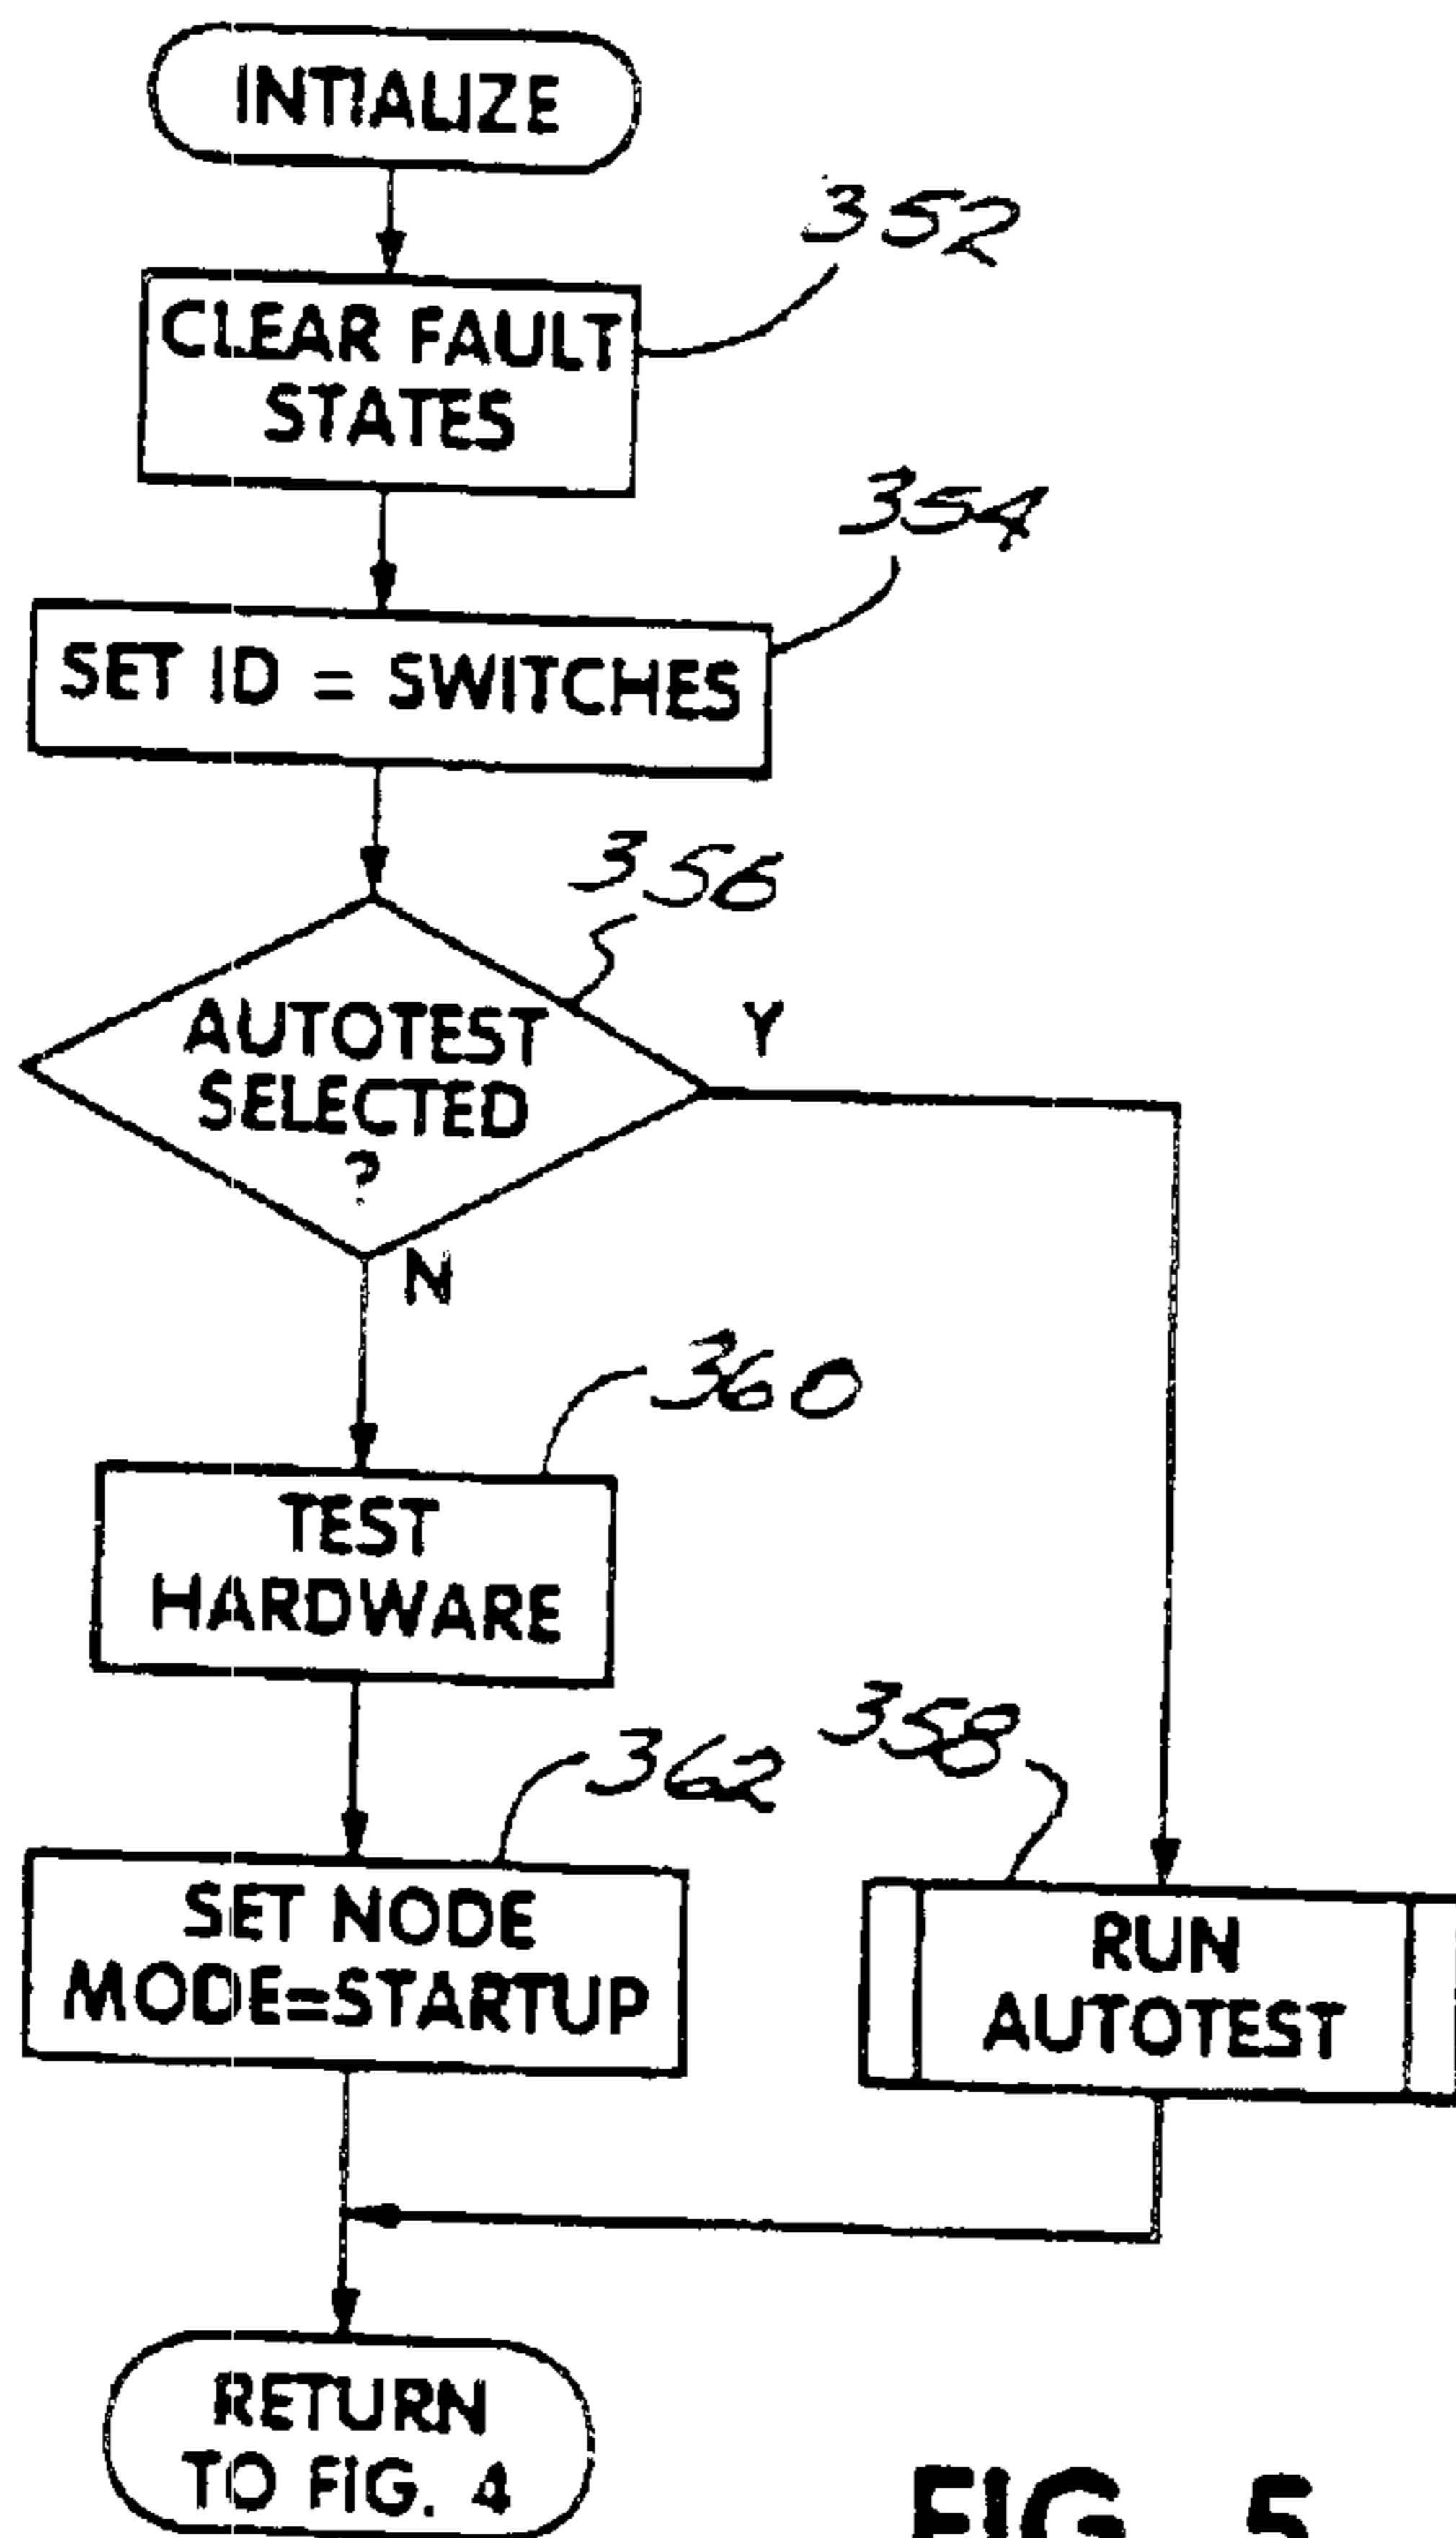 INTIALIZE
352
CLEAR FAULT
STATES
354
SET ID = SWITCHES
356
AUTOTEST
SELECTED
?
Y
N
360
TEST
HARDWARE
362
358
SET NODE
MODE=STARTUP
RUN
AUTOTEST
RETURN
TO FIG. 4
FIG. 5